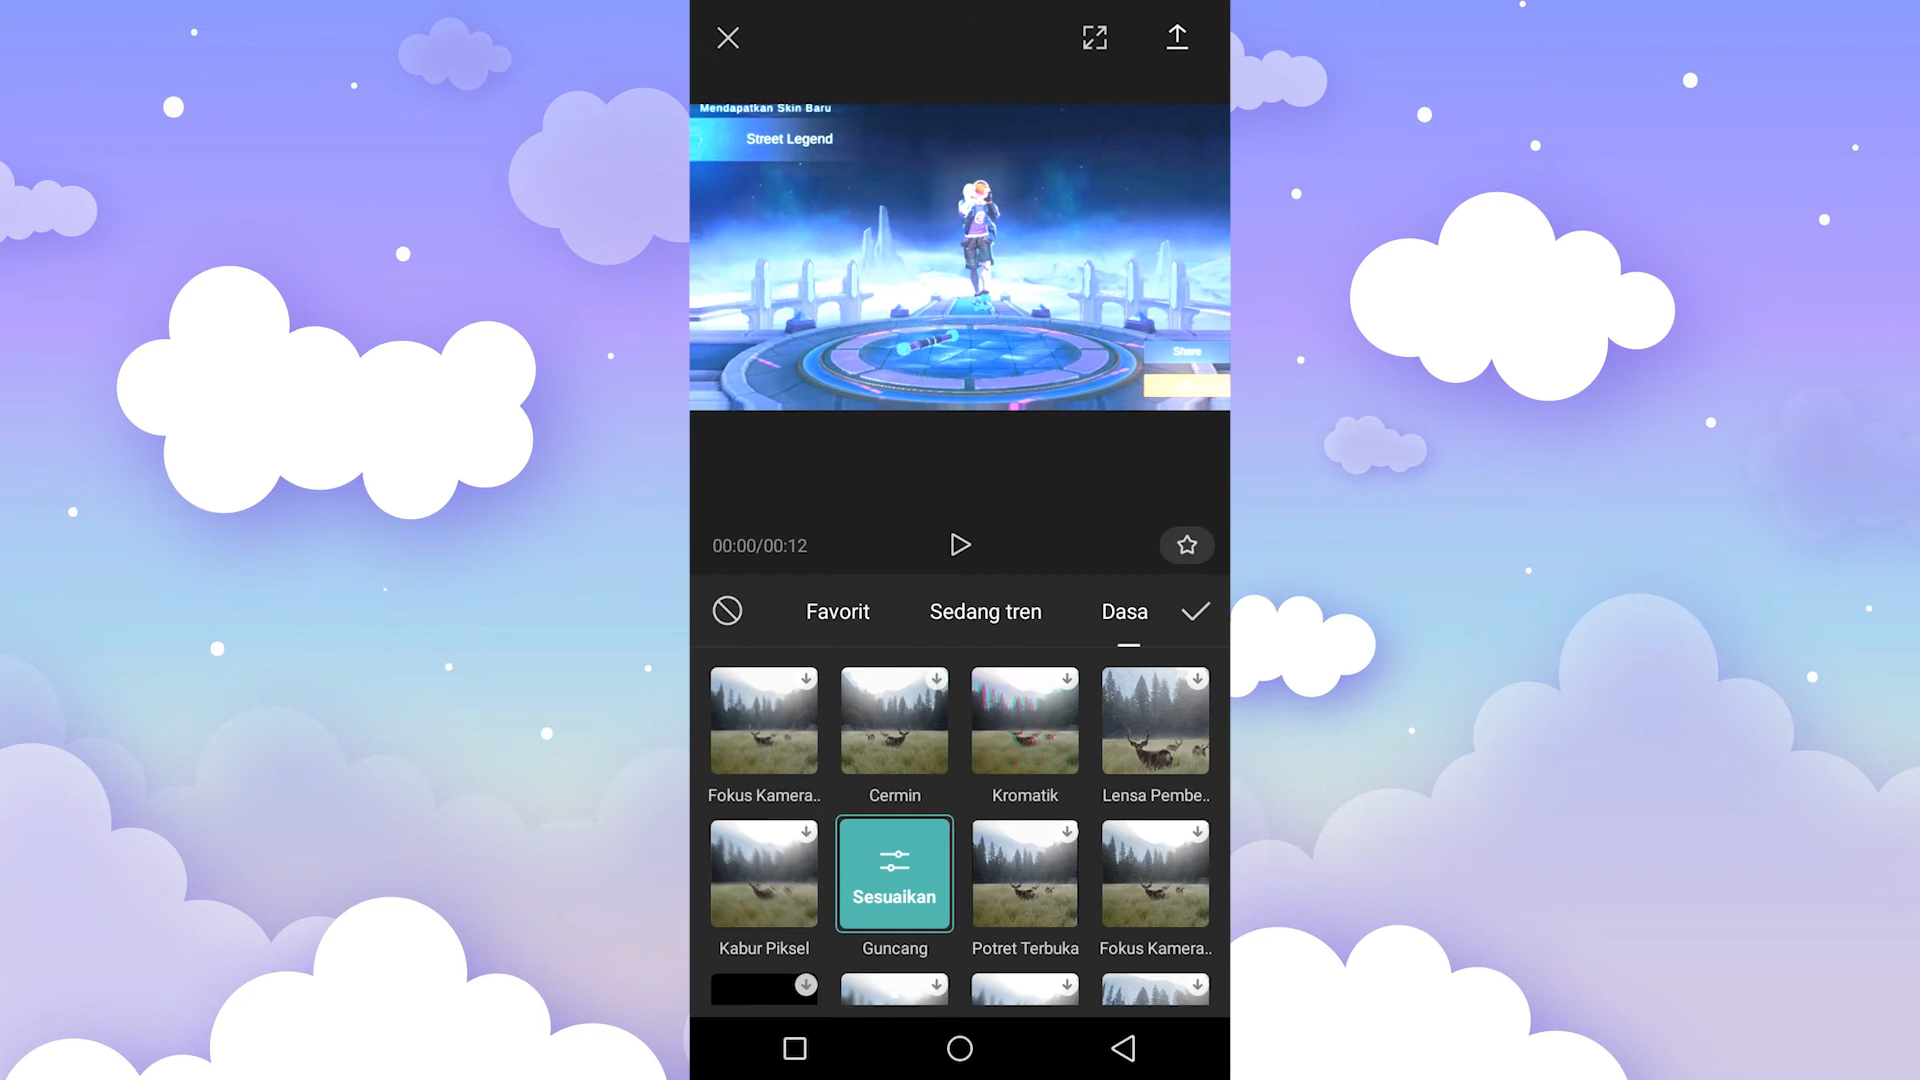 Mendapatkan Skin Baru
Street Legend
Share
00:00/00:12
Favorit
Sedang tren
Dasa
Fokus Kamera..
Cermin
Kromatik
Lensa Pembe..
Sesuaikan
Kabur Piksel
Guncang
Potret Terbuka
Fokus Kamera..